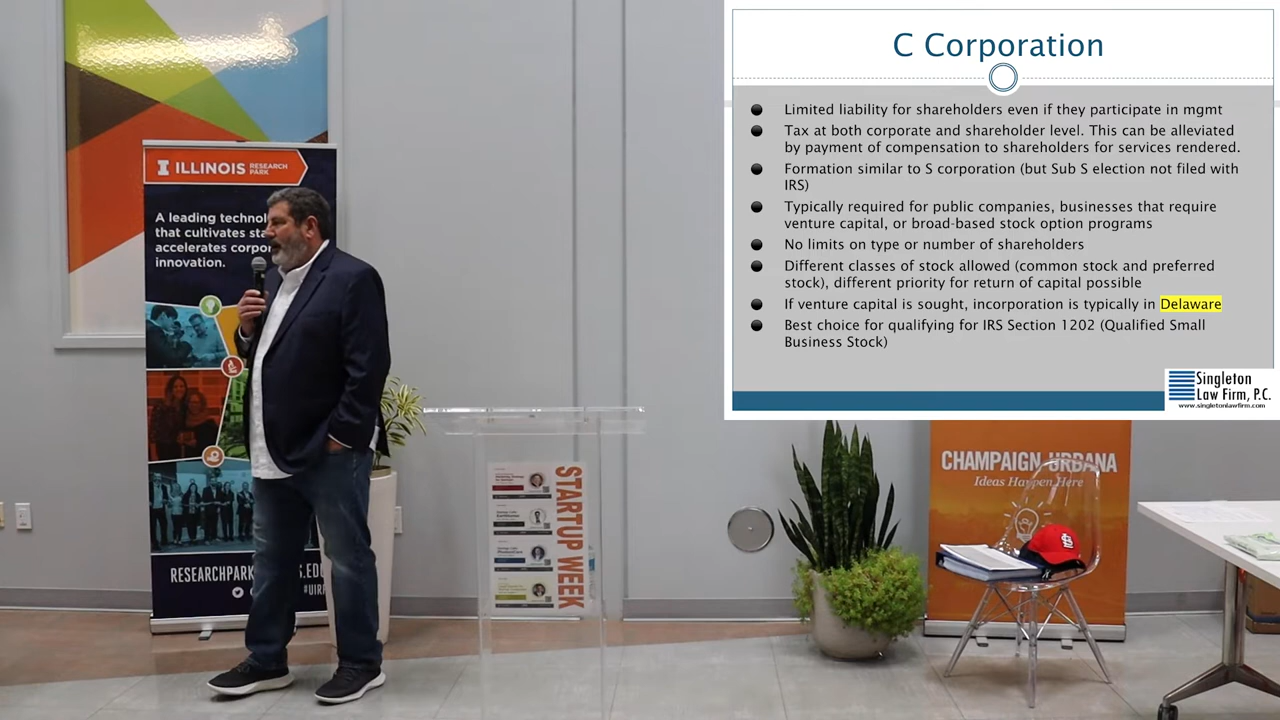 ILLINOIS RESEARCH PARK
A leading technol
that cultivates sta
accelerates corpor
innovation.
RESEARCHPARK
S.EDU
#UIRP
STARTUP WEEK
C Corporation
Limited liability for shareholders even if they participate in mgmt
Tax at both corporate and shareholder level. This can be alleviated
by payment of compensation to shareholders for services rendered.
Formation similar to S corporation (but Sub S election not filed with
IRS)
Typically required for public companies, businesses that require
venture capital, or broad-based stock option programs
No limits on type or number of shareholders
Different classes of stock allowed (common stock and preferred
stock), different priority for return of capital possible
If venture capital is sought, incorporation is typically in Delaware
Best choice for qualifying for IRS Section 1202 (Qualified Small
Business Stock)
Singleton
Law Firm, P.C.
www.singletonlawfirm.com
CHAMPAIGN-URBANA
Ideas Happen Here